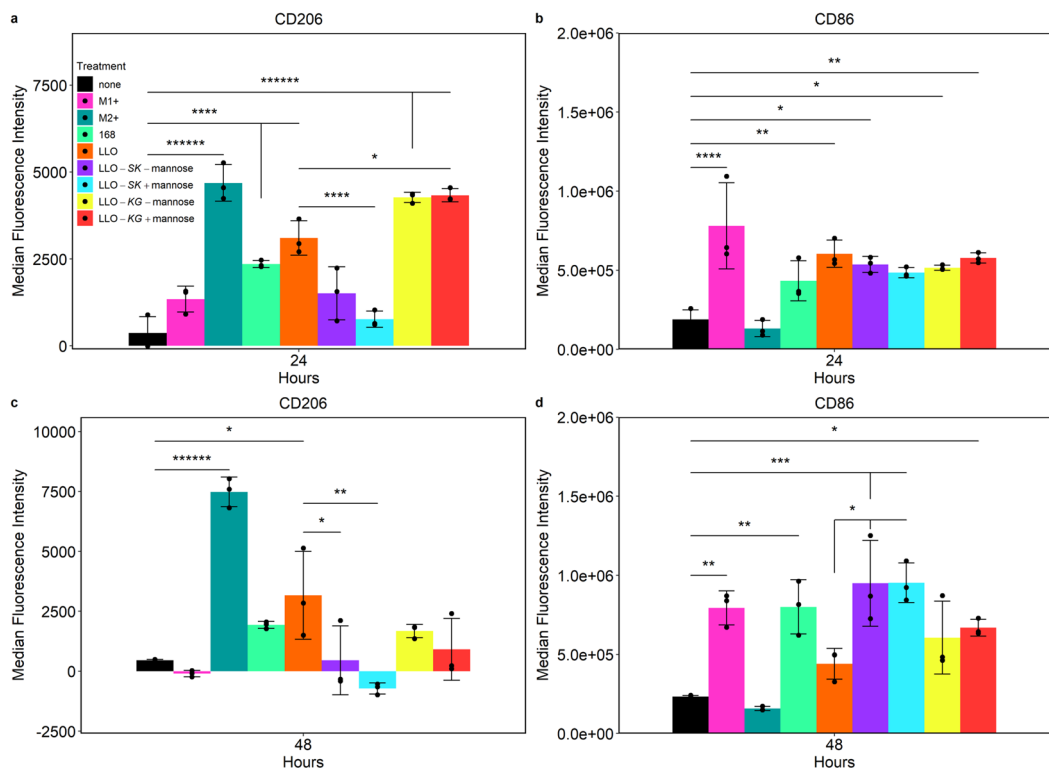 a
CD206
Median Fluorescence Intensity
7500
5000
2500
0
Treatment
none
M1+
M2+
168
LLO
LLO−SK−mannose
LLO−SK+mannose
LLO−KG−mannose
LLO−KG+mannose
******
****
******
*
****
24
Hours
b
CD86
Median Fluorescence Intensity
2.0e+06
1.5e+06
1.0e+06
5.0e+05
0.0e+00
**
*
*
**
****
24
Hours
c
CD206
Median Fluorescence Intensity
10000
7500
5000
2500
0
-2500
*
******
**
*
48
Hours
d
CD86
Median Fluorescence Intensity
2.0e+06
1.5e+06
1.0e+06
5.0e+05
0.0e+00
*
***
*
**
**
48
Hours